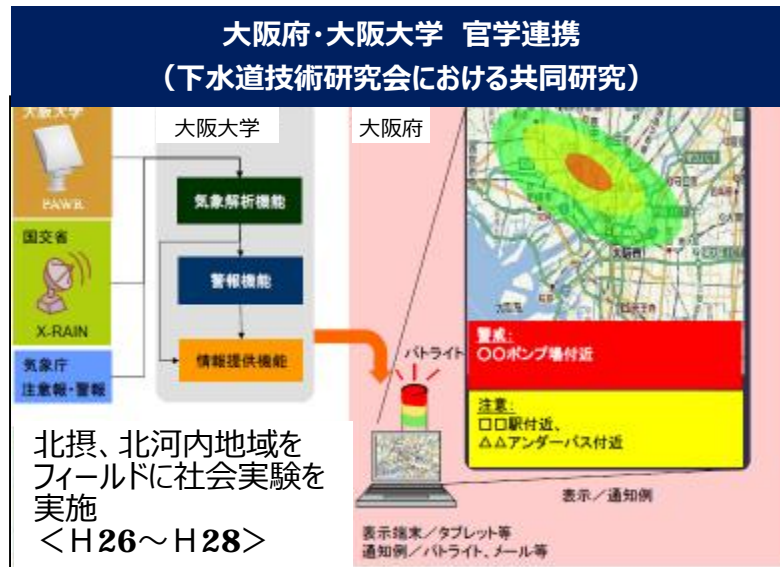 大阪府･大阪大学 官学連携
（下水道技術研究会における共同研究）
大阪大学
PAWR
国交省
X-RAIN
気象庁
注意報・警報
大阪大学
気象解析機能
警報機能
情報提供機能
北摂、北河内地域を
フィールドに社会実験を
実施
＜Ｈ26～Ｈ28＞
大阪府
パトライト
警戒：
○○ポンプ場付近
注意：
□□駅付近、
△△アンダーパス付近
表示／通知例
表示端末／タブレット等
通知例／パトライト、メール等